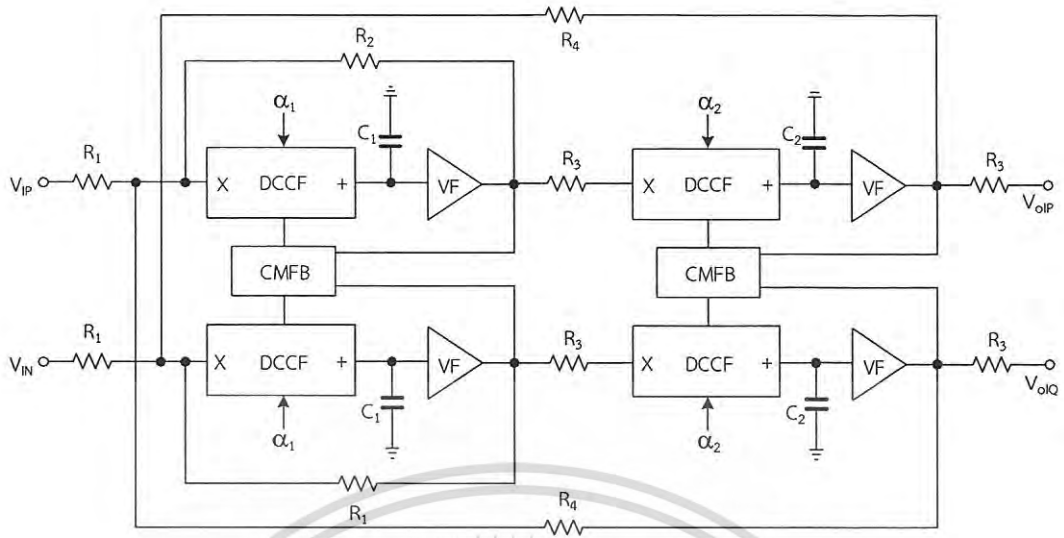 R4
R2
α1
C1
α2
C2
VIP
R1
X DCCF +
VF
R3
X DCCF +
VF
R3
VoIP
CMFB
CMFB
VIN
R1
X DCCF +
VF
R3
X DCCF +
VF
R3
VoIQ
C1
α1
C2
α2
R1
R4